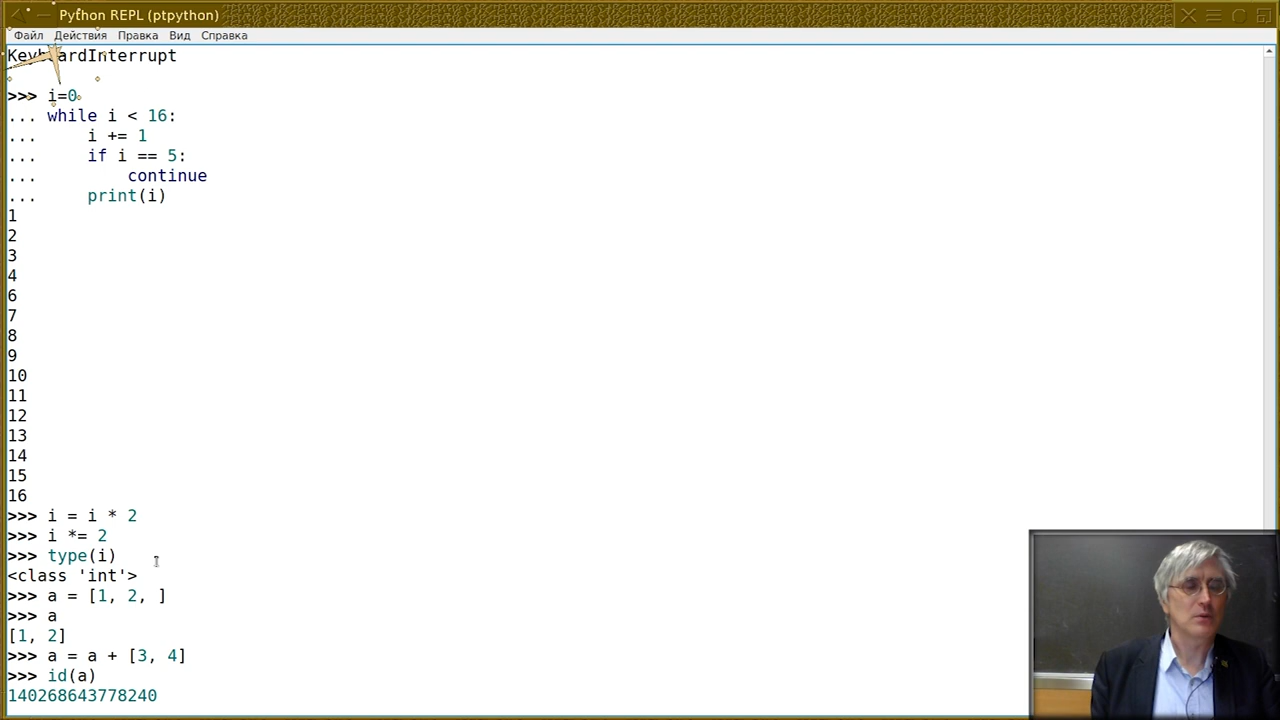 Python REPL (ptpython)
Файл Действия Правка Вид Справка
KeyboardInterrupt
>>> i=0
... while i < 16:
...     i += 1
...     if i == 5:
...         continue
...     print(i)
1
2
3
4
6
7
8
9
10
11
12
13
14
15
16
>>> i = i * 2
>>> i *= 2
>>> type(i)
<class 'int'>
>>> a = [1, 2, ]
>>> a
[1, 2]
>>> a = a + [3, 4]
>>> id(a)
140268643778240